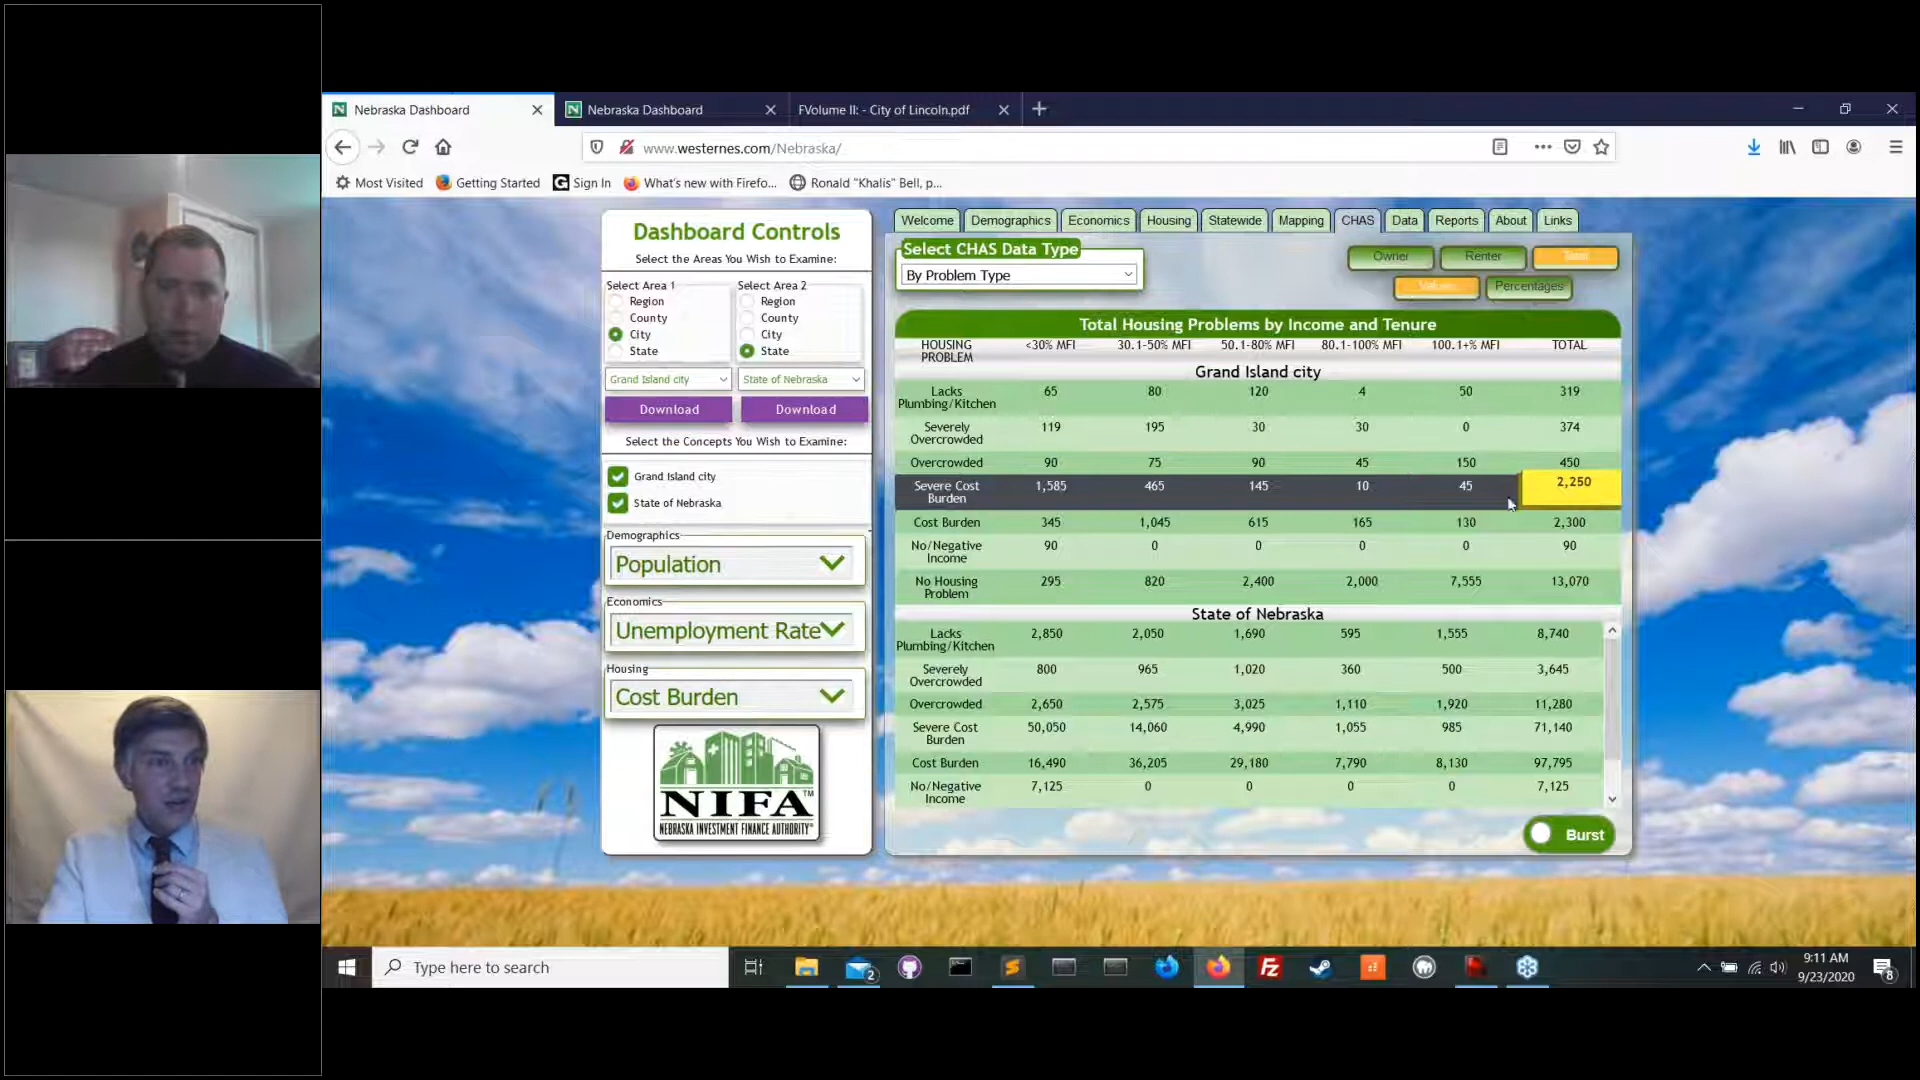 Nebraska Dashboard
Nebraska Dashboard
FVolume II: - City of Lincoln.pdf
www.westernes.com/Nebraska/
Most Visited
Getting Started
Sign In
What's new with Firefo...
Ronald "Khalis" Bell, p...
Dashboard Controls
Select the Areas You Wish to Examine:
Select Area 1
Select Area 2
Region
Region
County
County
City
City
State
State
Grand Island city
State of Nebraska
Download
Download
Select the Concepts You Wish to Examine:
Grand Island city
State of Nebraska
Demographics
Population
Economics
Unemployment Rate
Housing
Cost Burden
NIFA™
NEBRASKA INVESTMENT FINANCE AUTHORITY
Welcome Demographics Economics Housing Statewide Mapping CHAS Data Reports About Links
Select CHAS Data Type
By Problem Type
Owner Renter Total
Values Percentages
Total Housing Problems by Income and Tenure
HOUSING PROBLEM <30% MFI 30.1-50% MFI 50.1-80% MFI 80.1-100% MFI 100.1+% MFI TOTAL
Grand Island city
Lacks Plumbing/Kitchen 65 80 120 4 50 319
Severely Overcrowded 119 195 30 30 0 374
Overcrowded 90 75 90 45 150 450
Severe Cost Burden 1,585 465 145 10 45 2,250
Cost Burden 345 1,045 615 165 130 2,300
No/Negative Income 90 0 0 0 0 90
No Housing Problem 295 820 2,400 2,000 7,555 13,070
State of Nebraska
Lacks Plumbing/Kitchen 2,850 2,050 1,690 595 1,555 8,740
Severely Overcrowded 800 965 1,020 360 500 3,645
Overcrowded 2,650 2,575 3,025 1,110 1,920 11,280
Severe Cost Burden 50,050 14,060 4,990 1,055 985 71,140
Cost Burden 16,490 36,205 29,180 7,790 8,130 97,795
No/Negative Income 7,125 0 0 0 0 7,125
Burst
Type here to search
2
9:11 AM
9/23/2020
8